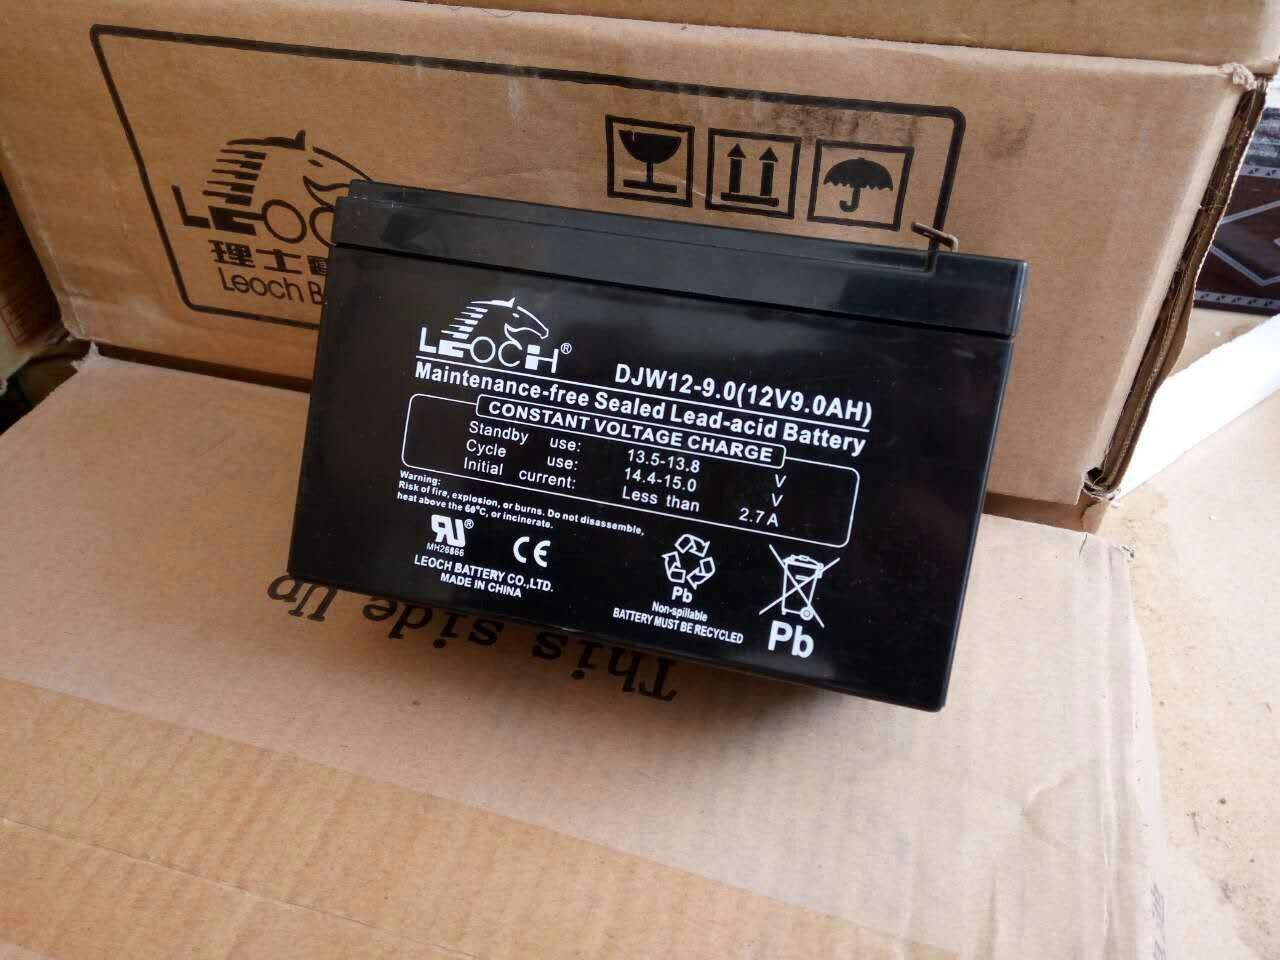 LEOCH
理士
Leoch B
LEOCH®
DJW12-9.0(12V9.0AH)
Maintenance-free Sealed Lead-acid Battery
CONSTANT VOLTAGE CHARGE
Standby use: 13.5-13.8 V
Cycle use: 14.4-15.0 V
Initial current: Less than 2.7A
Warning:
Risk of fire, explosion, or burns. Do not disassemble,
heat above the 60°C, or incinerate.
®
MH26866
CE
LEOCH BATTERY CO.,LTD.
MADE IN CHINA
Pb
Non-spillable
BATTERY MUST BE RECYCLED
Pb
This side Up